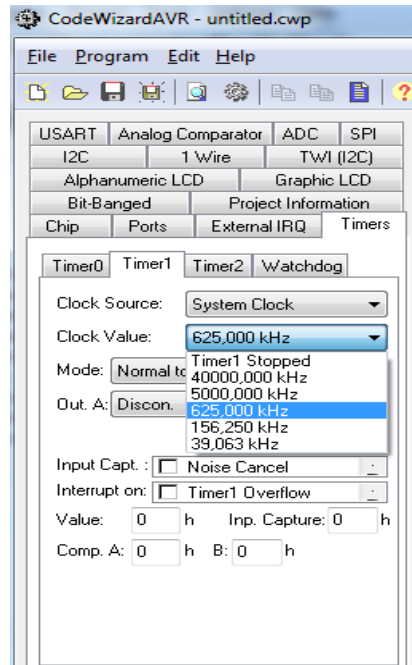 CodeWizardAVR - untitled.cwp
File Program Edit Help
USART Analog Comparator ADC SPI
I2C 1 Wire TWI (I2C)
Alphanumeric LCD Graphic LCD
Bit-Banged Project Information
Chip Ports External IRQ Timers
Timer0 Timer1 Timer2 Watchdog
Clock Source: System Clock
Clock Value: 625,000 kHz
Timer1 Stopped
Mode: Normal to
40000,000 kHz
5000,000 kHz
Out. A: Discon.
625,000 kHz
156,250 kHz
39,063 kHz
Input Capt. : Noise Cancel
Interrupt on: Timer1 Overflow
Value: 0 h Inp. Capture: 0 h
Comp. A: 0 h B: 0 h